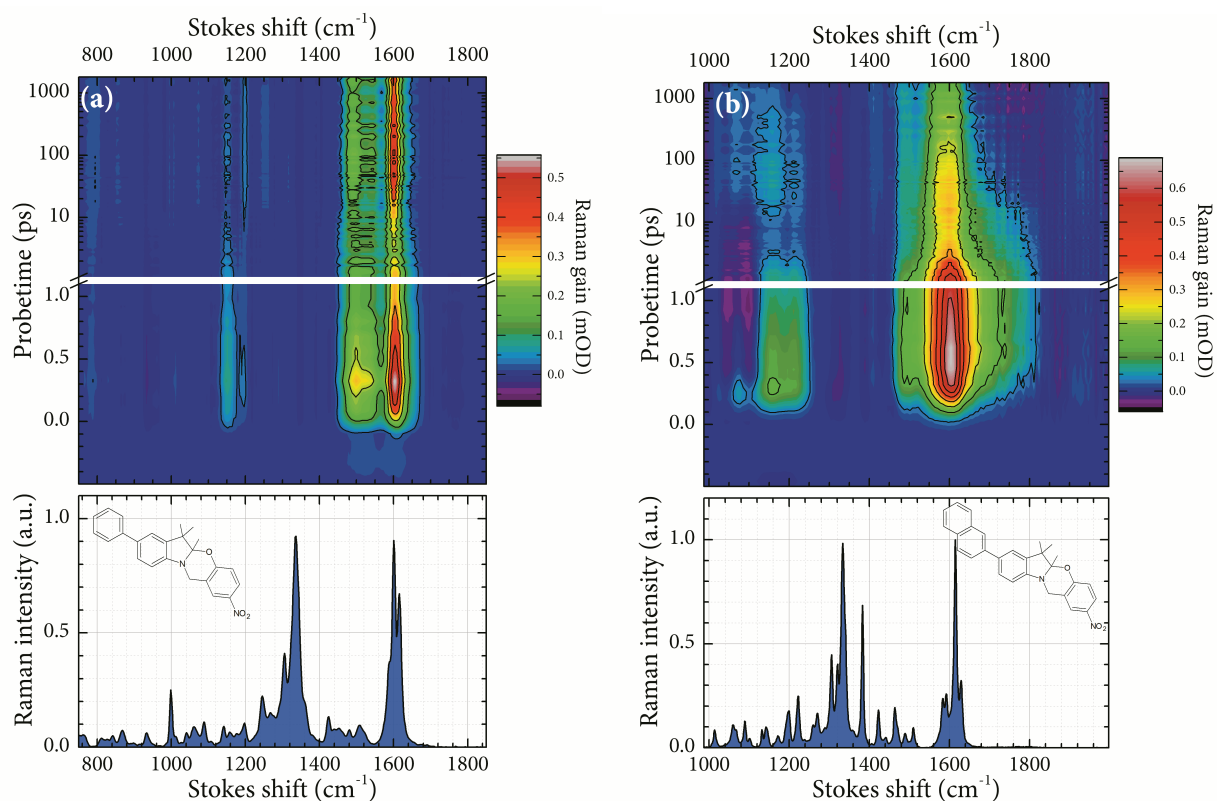 Stokes shift (cm-1)
800 1000 1200 1400 1600 1800
(a)
Probetime (ps)
1000
100
10
1.0
0.5
0.0
0.5
0.4
0.3
0.2
0.1
0.0
Raman gain (mOD)
Raman intensity (a.u.)
1.0
0.5
0.0
N
O
NO2
800 1000 1200 1400 1600 1800
Stokes shift (cm-1)
Stokes shift (cm-1)
1000 1200 1400 1600 1800
(b)
Probetime (ps)
1000
100
10
1.0
0.5
0.0
0.6
0.5
0.4
0.3
0.2
0.1
0.0
Raman gain (mOD)
Raman intensity (a.u.)
1.0
0.5
0.0
N
O
NO2
1000 1200 1400 1600 1800
Stokes shift (cm-1)